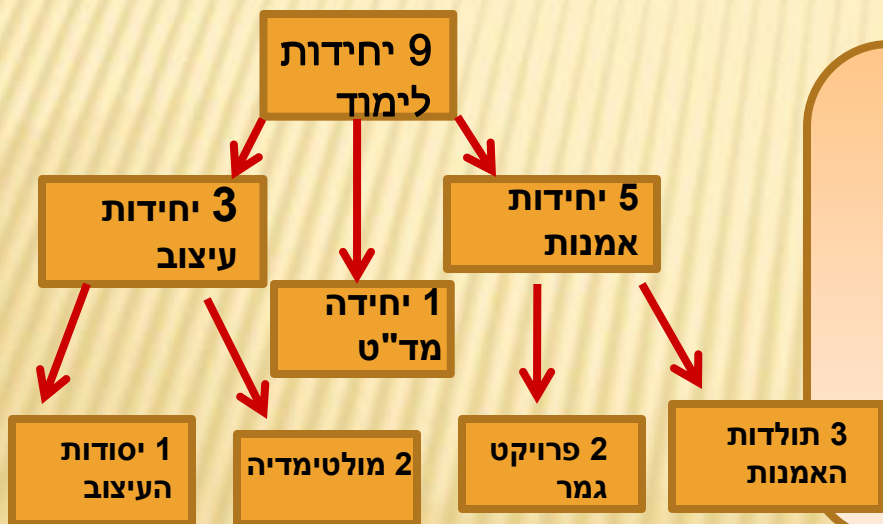 9 יחידות
לימוד
5 יחידות
אמנות
3 יחידות
עיצוב
1 יחידה
מד"ט
3 תולדות
האמנות
2 פרויקט
גמר
2 מולטימדיה
1 יסודות
העיצוב